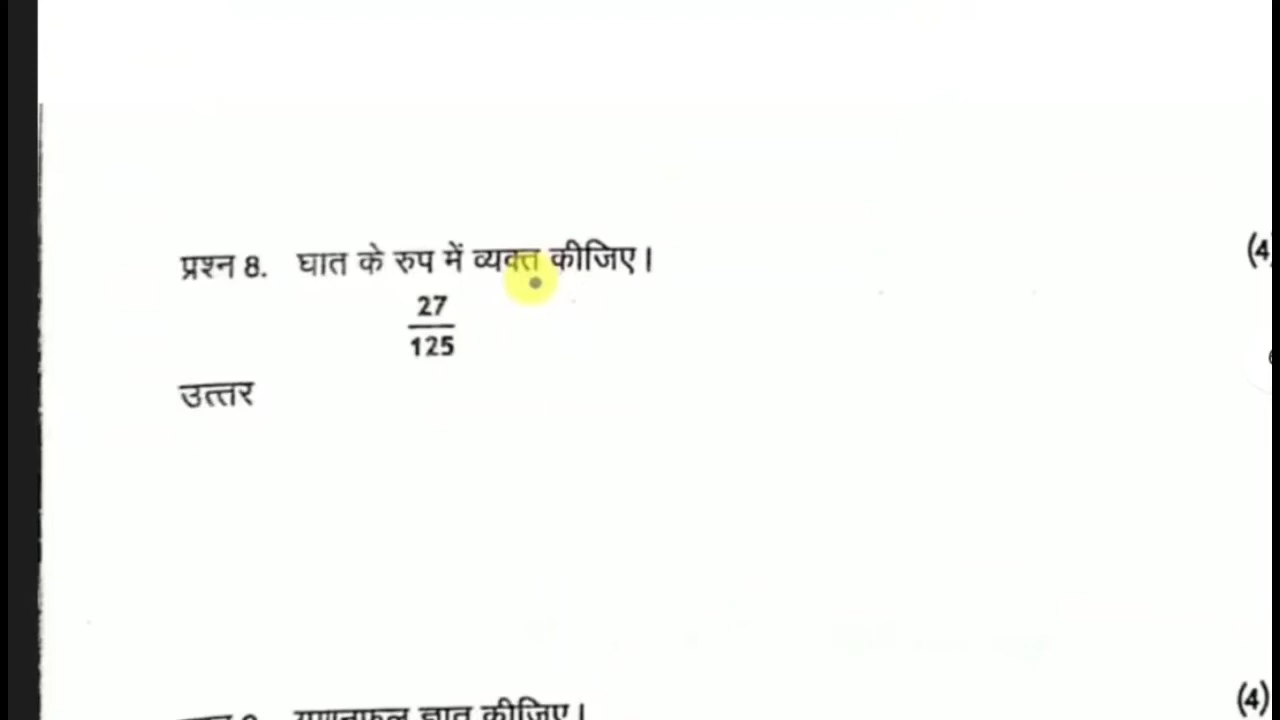 प्रश्न 8. घात के रुप में व्यक्त कीजिए। (4
27
125
उत्तर
ज्ञात कीजिए। (4)